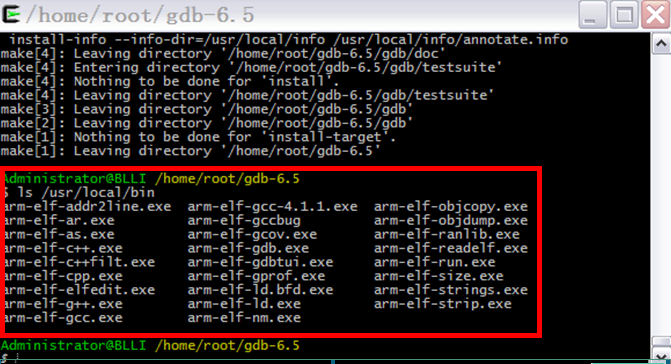 /home/root/gdb-6.5
install-info --info-dir=/usr/local/info /usr/local/info/annotate.info
make[4]: Leaving directory '/home/root/gdb-6.5/gdb/doc'
make[4]: Entering directory '/home/root/gdb-6.5/gdb/testsuite'
make[4]: Nothing to be done for 'install'.
make[4]: Leaving directory '/home/root/gdb-6.5/gdb/testsuite'
make[3]: Leaving directory '/home/root/gdb-6.5/gdb'
make[2]: Leaving directory '/home/root/gdb-6.5/gdb'
make[1]: Nothing to be done for 'install-target'.
make[1]: Leaving directory '/home/root/gdb-6.5'
Administrator@BLLI /home/root/gdb-6.5
$ ls /usr/local/bin
arm-elf-addr2line.exe arm-elf-gcc-4.1.1.exe arm-elf-objcopy.exe
arm-elf-ar.exe arm-elf-gccbug arm-elf-objdump.exe
arm-elf-as.exe arm-elf-gcov.exe arm-elf-ranlib.exe
arm-elf-c++.exe arm-elf-gdb.exe arm-elf-readelf.exe
arm-elf-c++filt.exe arm-elf-gdbtui.exe arm-elf-run.exe
arm-elf-cpp.exe arm-elf-gprof.exe arm-elf-size.exe
arm-elf-elfedit.exe arm-elf-ld.bfd.exe arm-elf-strings.exe
arm-elf-g++.exe arm-elf-ld.exe arm-elf-strip.exe
arm-elf-gcc.exe arm-elf-nm.exe
Administrator@BLLI /home/root/gdb-6.5
$